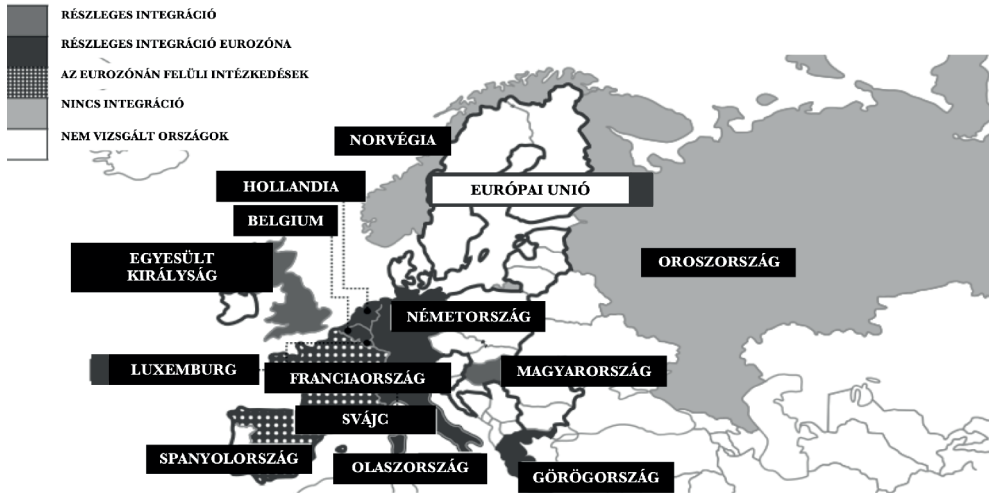 RÉSZLEGES INTEGRÁCIÓ
RÉSZLEGES INTEGRÁCIÓ EUROZÓNA
AZ EUROZÓNÁN FELÜLI INTÉZKEDÉSEK
NINCS INTEGRÁCIÓ
NEM VIZSGÁLT ORSZÁGOK
NORVÉGIA
HOLLANDIA
EURÓPAI UNIÓ
BELGIUM
EGYESÜLT
KIRÁLYSÁG
OROSZORSZÁG
NÉMETORSZÁG
LUXEMBURG
FRANCIAORSZÁG
MAGYARORSZÁG
SVÁJC
SPANYOLORSZÁG
OLASZORSZÁG
GÖRÖGORSZÁG